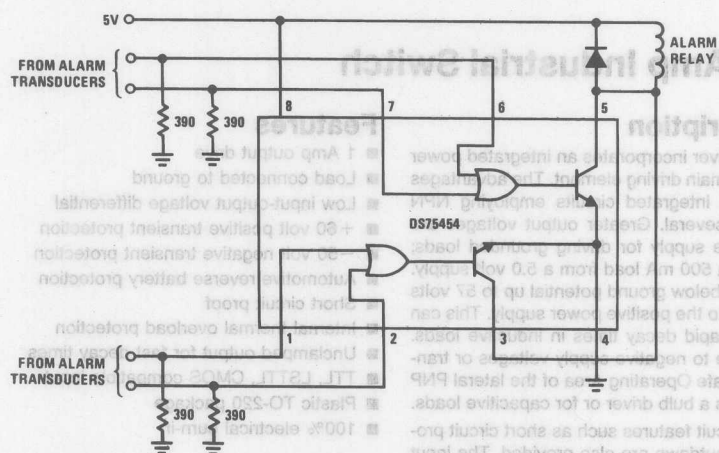 5V
ALARM
RELAY
FROM ALARM
TRANSDUCERS
390
390
8
7
6
5
DS75454
1
2
3
4
FROM ALARM
TRANSDUCERS
390
390
Amp Industrial Switch
ription
ver incorporates an integrated power
main driving element. The advantages
integrated circuits employing NPN
several. Greater output voltage
a supply for driving grounded loads;
500 mA load from a 5.0 volt supply.
below ground potential up to 57 volts
o the positive power supply. This can
rapid decay times in inductive loads.
e to negative supply voltages or tran-
ate Operating Area of the lateral PNP
s a bulb driver or for capacitive loads.
cuit features such as short circuit pro-
utdown are also provided. The input
Features
1 Amp output drive
Load connected to ground
Low input-output voltage differential
+60 volt positive transient protection
−50 volt negative transient protection
Automotive reverse battery protection
Short circuit proof
Internal thermal overload protection
Unclamped output for fast decay times
TTL, LSTTL, CMOS compatible
Plastic TO-220 package
100% electrical burn-in